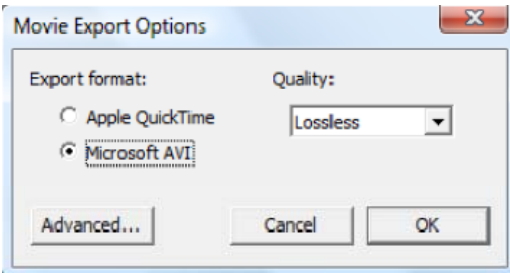 Movie Export Options
Export format:
Quality:
Apple QuickTime
Lossless
Microsoft AVI
Advanced...
Cancel
OK